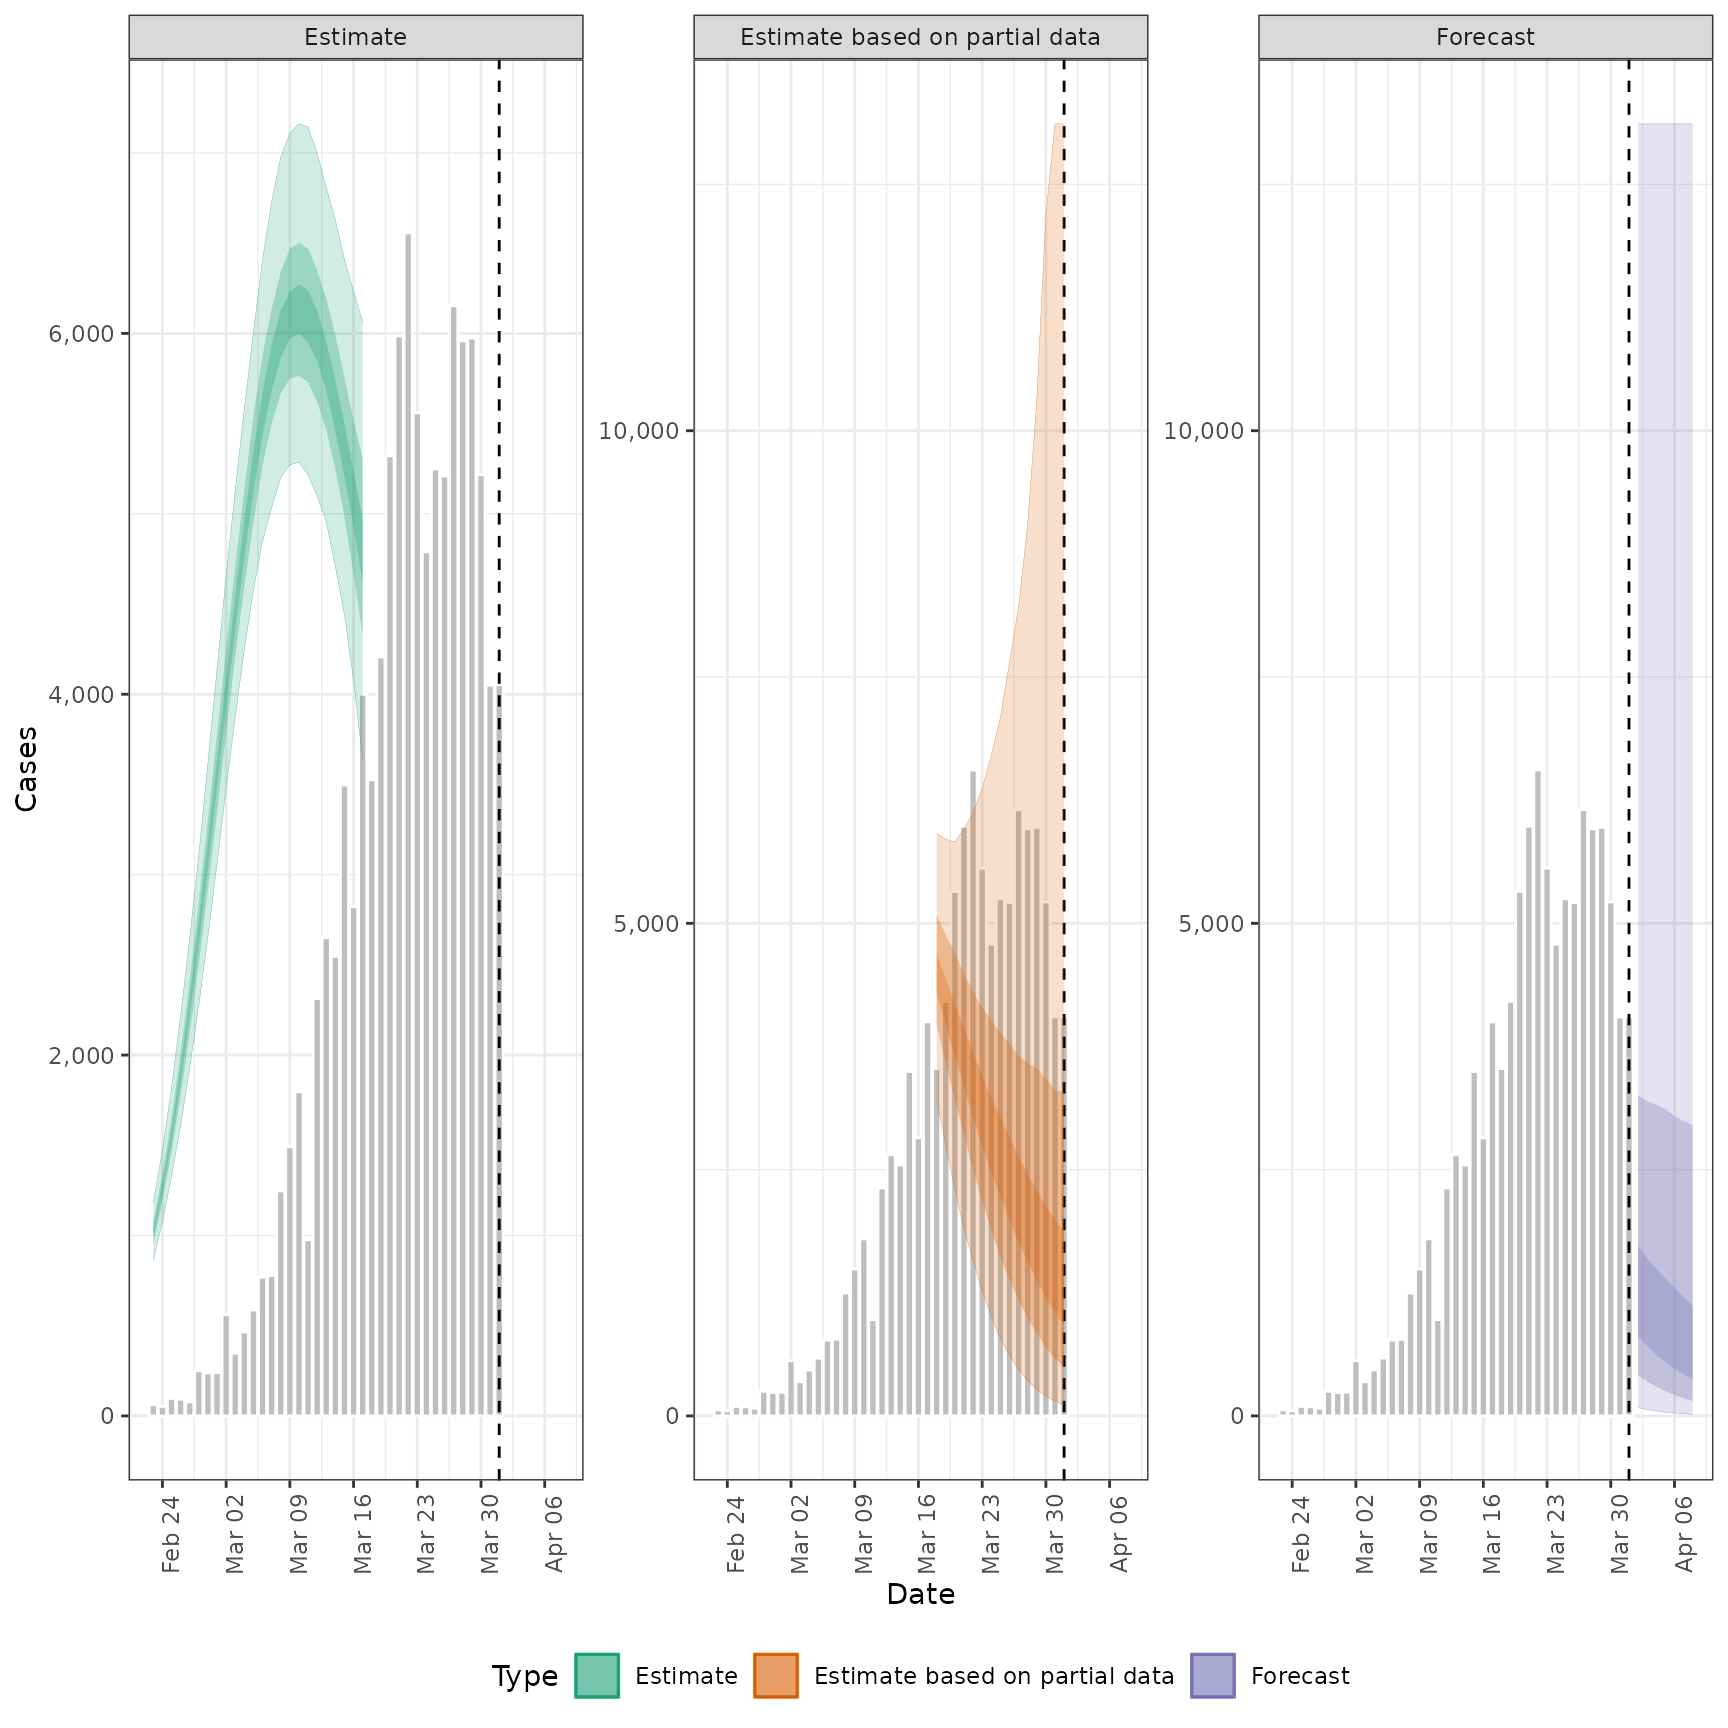 Estimate
Estimate based on partial data
Forecast
Cases
6,000
4,000
2,000
0
10,000
5,000
0
10,000
5,000
0
Feb 24
Mar 02
Mar 09
Mar 16
Mar 23
Mar 30
Apr 06
Feb 24
Mar 02
Mar 09
Mar 16
Mar 23
Mar 30
Apr 06
Feb 24
Mar 02
Mar 09
Mar 16
Mar 23
Mar 30
Apr 06
Date
Type Estimate Estimate based on partial data Forecast